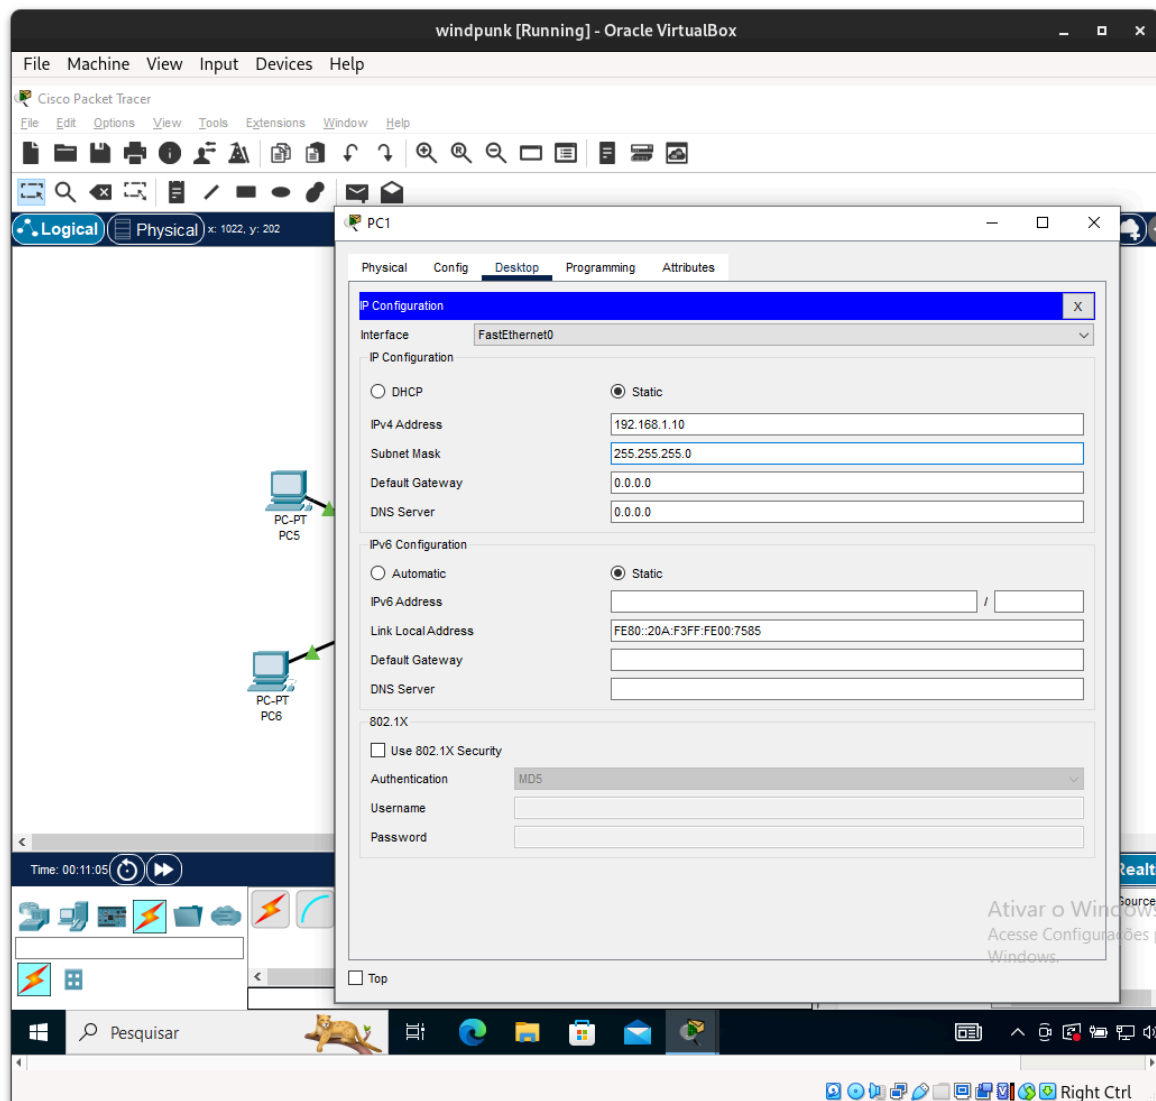 windpunk [Running] - Oracle VirtualBox
File Machine View Input Devices Help
Cisco Packet Tracer
File Edit Options View Tools Extensions Window Help
Logical Physical x: 1022, y: 202
PC1
Physical Config Desktop Programming Attributes
IP Configuration X
Interface FastEthernet0
IP Configuration
DHCP Static
IPv4 Address 192.168.1.10
Subnet Mask 255.255.255.0
Default Gateway 0.0.0.0
DNS Server 0.0.0.0
PC-PT
PC5
IPv6 Configuration
Automatic Static
IPv6 Address /
Link Local Address FE80::20A:F3FF:FE00:7585
Default Gateway
DNS Server
PC-PT
PC6
802.1X
Use 802.1X Security
Authentication MD5
Username
Password
Time: 00:11:05
Realt
Source
Ativar o Windows
Acesse Configurações p
Windows.
Top
Pesquisar
Right Ctrl